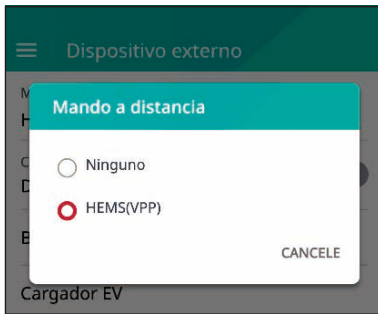 Dispositivo externo
M
Mando a distancia
H
Ninguno
C
D
HEMS(VPP)
B
CANCELE
Cargador EV